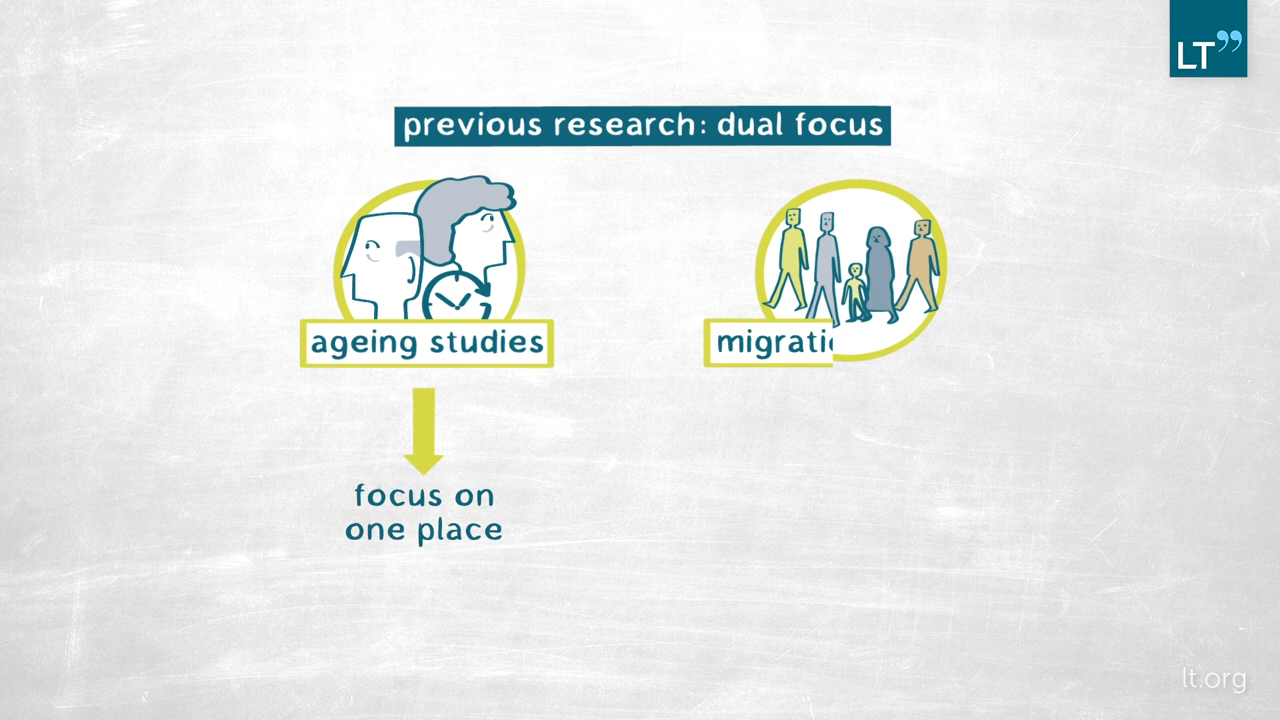 LT”
previous research: dual focus
ageing studies
migrati
focus on
one place
lt.org